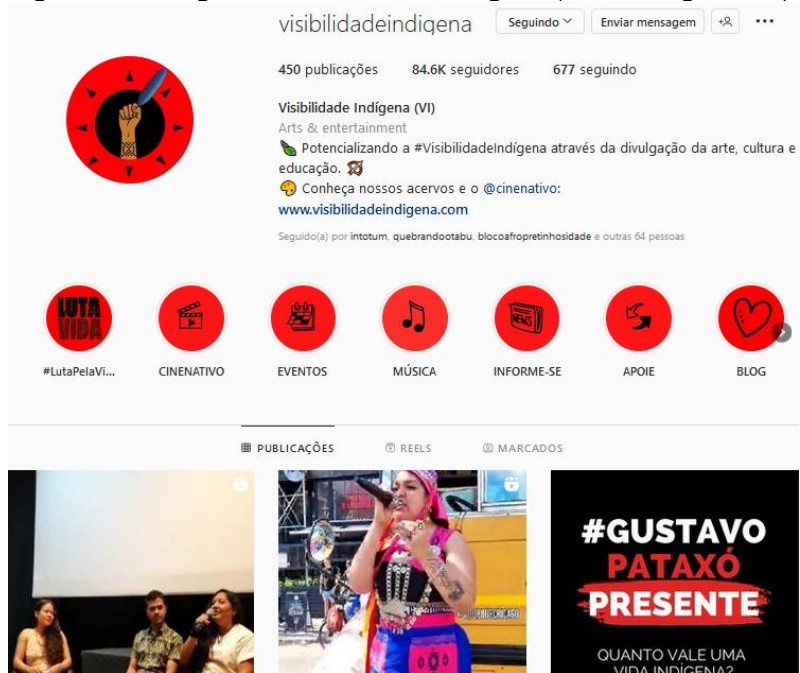 visibilidadeindigena Seguindo Enviar mensagem
450 publicações 84.6K seguidores 677 seguindo
Visibilidade Indígena (VI)
Arts & entertainment
Potencializando a #VisibilidadeIndígena através da divulgação da arte, cultura e
educação.
Conheça nossos acervos e o @cinenativo:
www.visibilidadeindigena.com
Seguido(a) por intotum, quebrandootabu, blocoafropretinhosidade e outras 64 pessoas
LUTA
VIDA
NEWS
#LutaPelaVi... CINENATIVO EVENTOS MÚSICA INFORME-SE APOIE BLOG
PUBLICAÇÕES REELS MARCADOS
#GUSTAVO
PATAXÓ
PRESENTE
QUANTO VALE UMA
VIDA INDÍGENA?